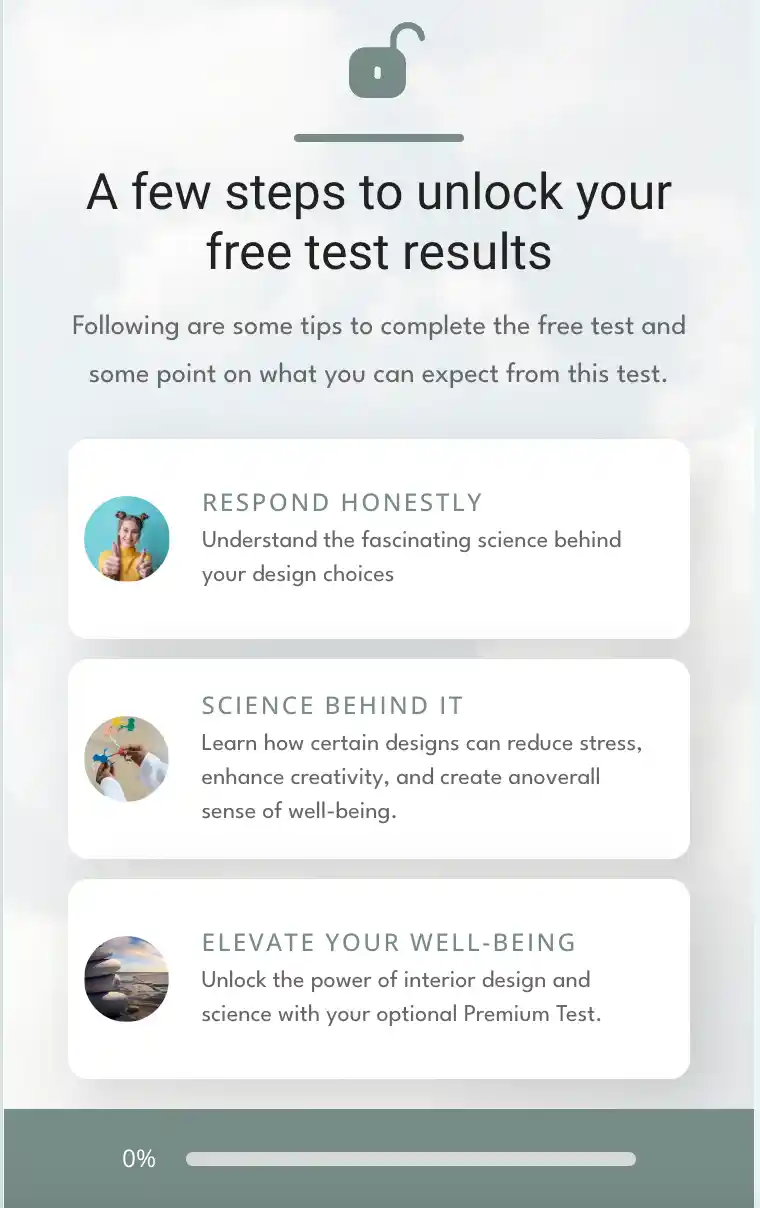 A few steps to unlock your
free test results
Following are some tips to complete the free test and
some point on what you can expect from this test.
RESPOND HONESTLY
Understand the fascinating science behind
your design choices
SCIENCE BEHIND IT
Learn how certain designs can reduce stress,
enhance creativity, and create anoverall
sense of well-being.
ELEVATE YOUR WELL-BEING
Unlock the power of interior design and
science with your optional Premium Test.
0%